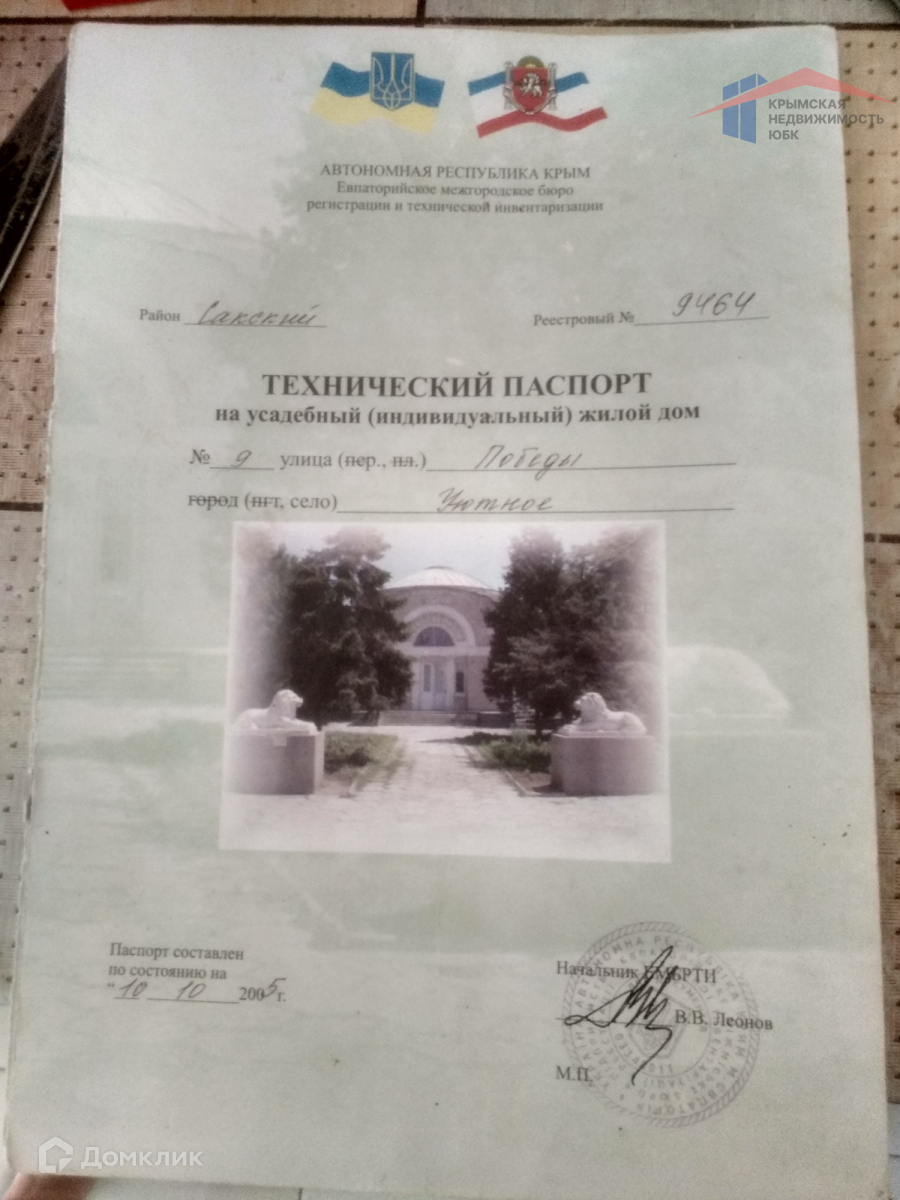 КРЫМСКАЯ
НЕДВИЖИМОСТЬ
ЮБК
АВТОНОМНАЯ РЕСПУБЛИКА КРЫМ
Евпаторийское межгородское бюро
регистрации и технической инвентаризации
Район Сакский Реестровый № 9464
ТЕХНИЧЕСКИЙ ПАСПОРТ
на усадебный (индивидуальный) жилой дом
№ 9 улица (пер., пл.) Победы
город (пгт, село) Уютное
Паспорт составлен
по состоянию на
"10 10 2005 г.
Начальник ЕМБРТИ
В.В. Леонов
М.П.
Домклик